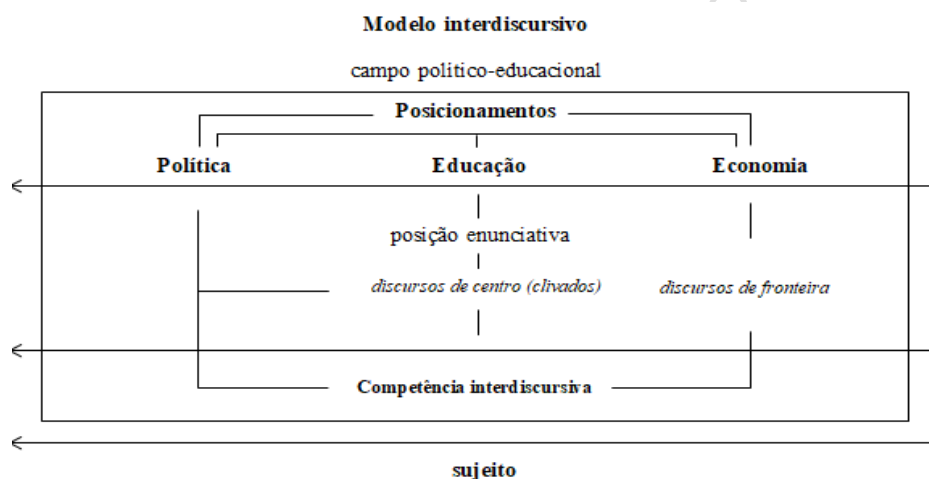 Modelo interdiscursivo
campo político-educacional
Posicionamentos
Política Educação Economia
posição enunciativa
discursos de centro (clivados) discursos de fronteira
Competência interdiscursiva
sujeito